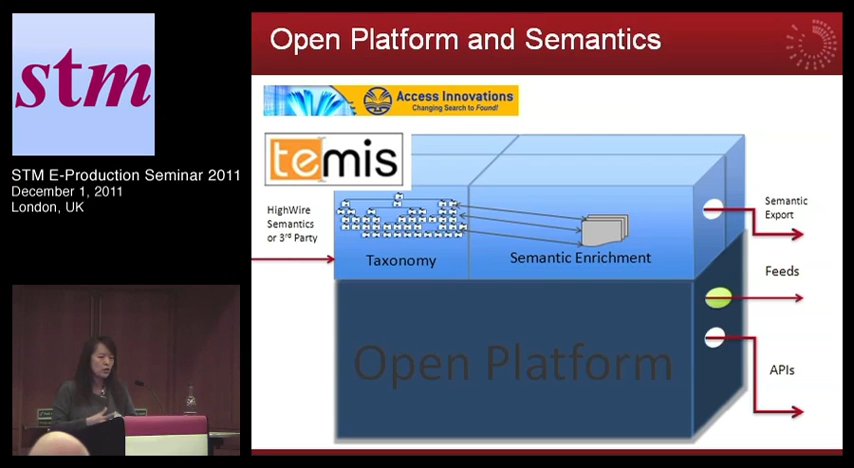 stm
STM E-Production Seminar 2011
December 1, 2011
London, UK
Open Platform and Semantics
Access Innovations
Changing Search to Found!
temis
HighWire
Semantics
or 3rd Party
Taxonomy
Semantic Enrichment
Semantic
Export
Feeds
APIs
Open Platform